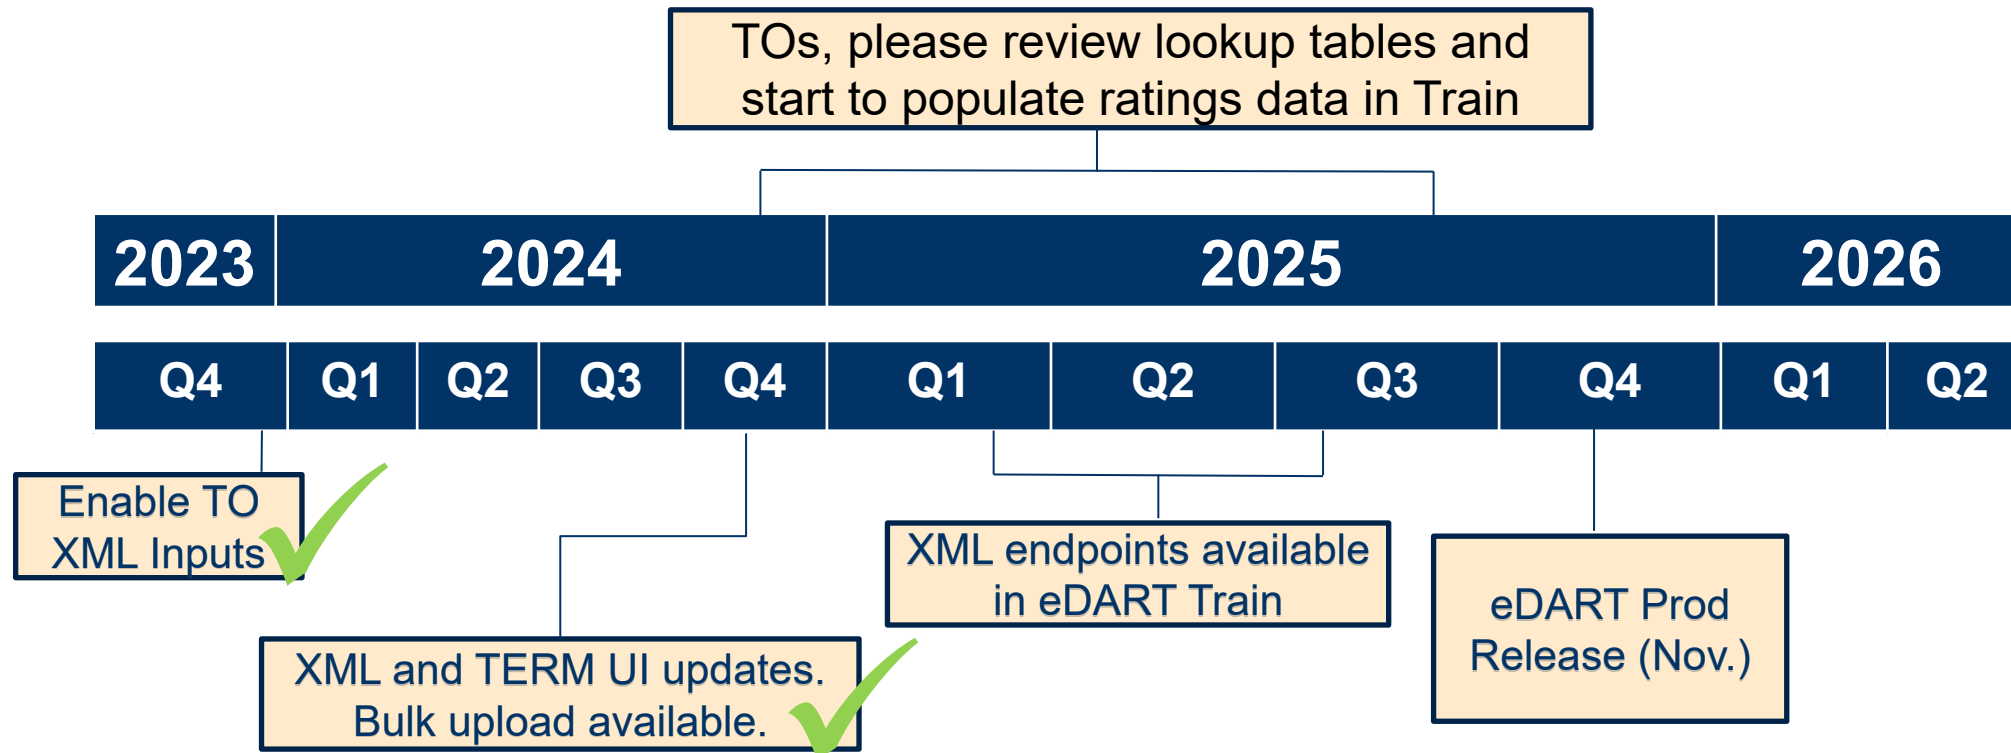 TOs, please review lookup tables and
start to populate ratings data in Train
2023 2024 2025 2026
Q4 Q1 Q2 Q3 Q4 Q1 Q2 Q3 Q4 Q1 Q2
Enable TO
XML Inputs
XML and TERM UI updates.
Bulk upload available.
XML endpoints available
in eDART Train
eDART Prod
Release (Nov.)